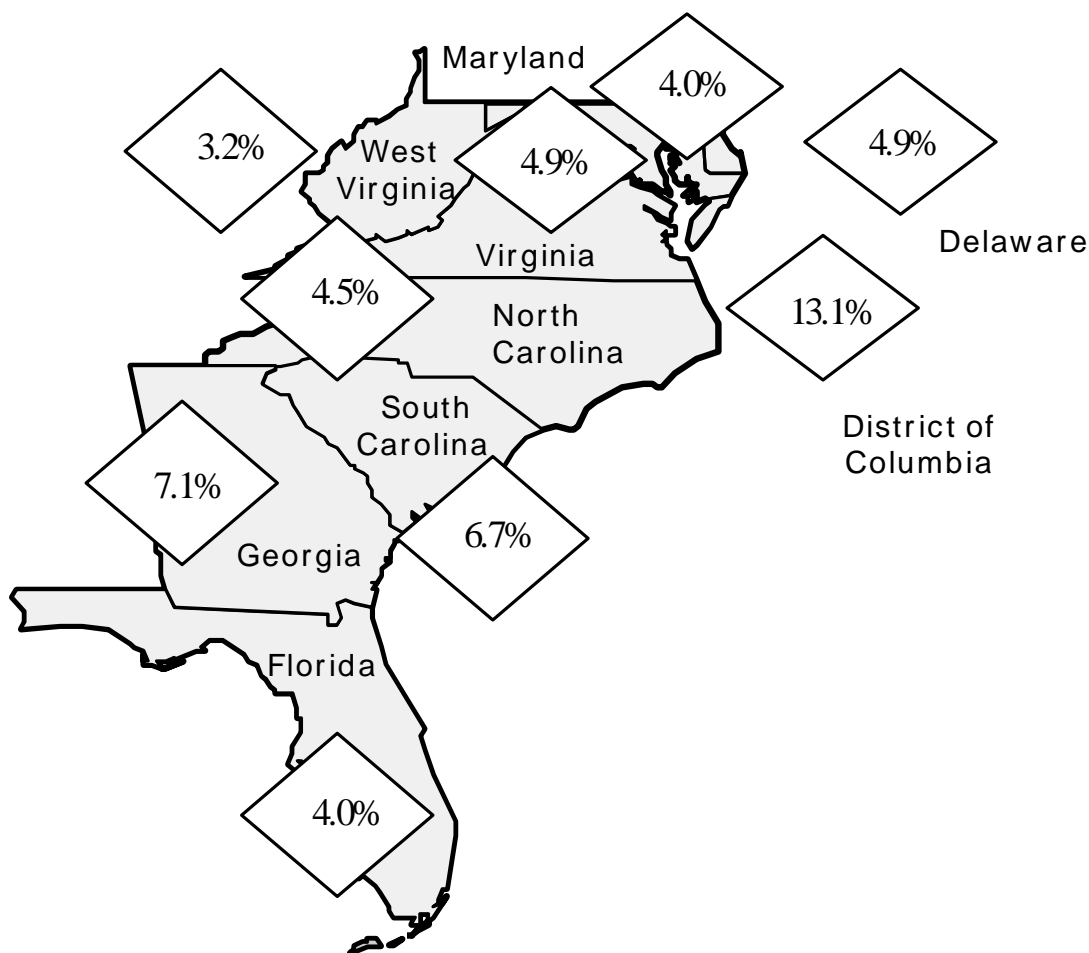 Maryland
4.0%
3.2%
West
Virginia
4.9%
4.9%
Delaware
Virginia
4.5%
13.1%
North
Carolina
South
Carolina
District of
Columbia
7.1%
6.7%
Georgia
Florida
4.0%